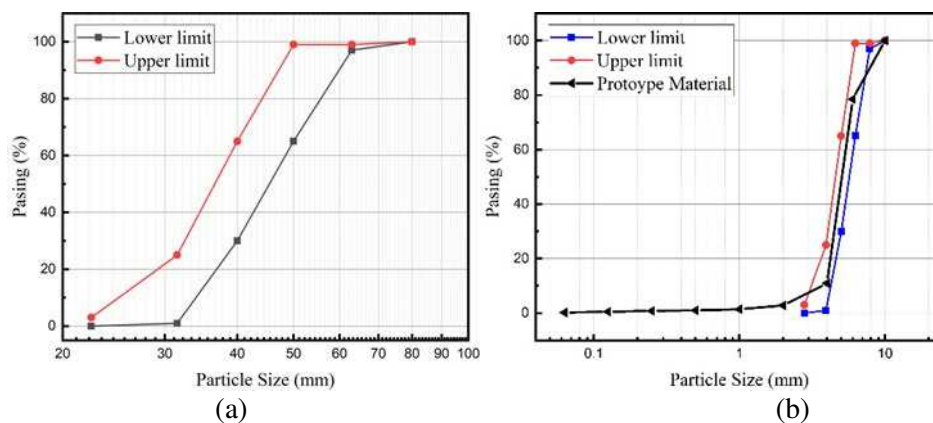 Lower limit
Upper limit
100
80
60
40
20
0
Pasing (%)
20 30 40 50 60 70 80 90 100
Particle Size (mm)
(a)
Lower limit
Upper limit
Protoype Material
100
80
60
40
20
0
Pasing (%)
0.1 1 10
Particle Size (mm)
(b)